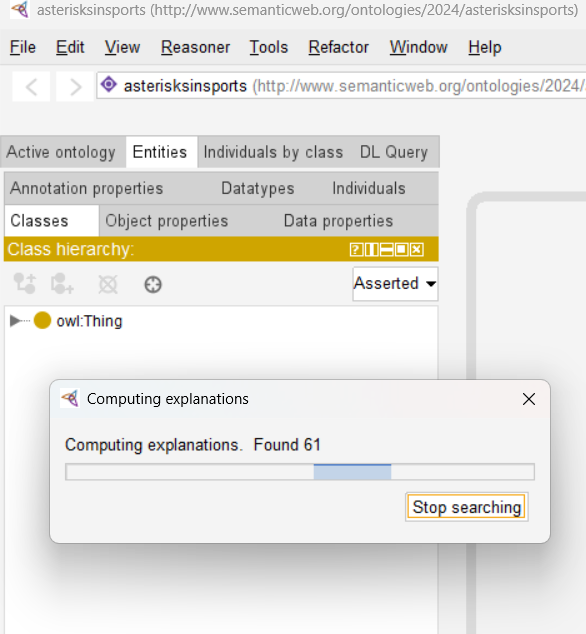 asterisksinsports (http://www.semanticweb.org/ontologies/2024/asterisksinsports)
File Edit View Reasoner Tools Refactor Window Help
asterisksinsports (http://www.semanticweb.org/ontologies/2024/
Active ontology Entities Individuals by class DL Query
Annotation properties Datatypes Individuals
Classes Object properties Data properties
Class hierarchy:
Asserted
owl:Thing
Computing explanations
Computing explanations. Found 61
Stop searching